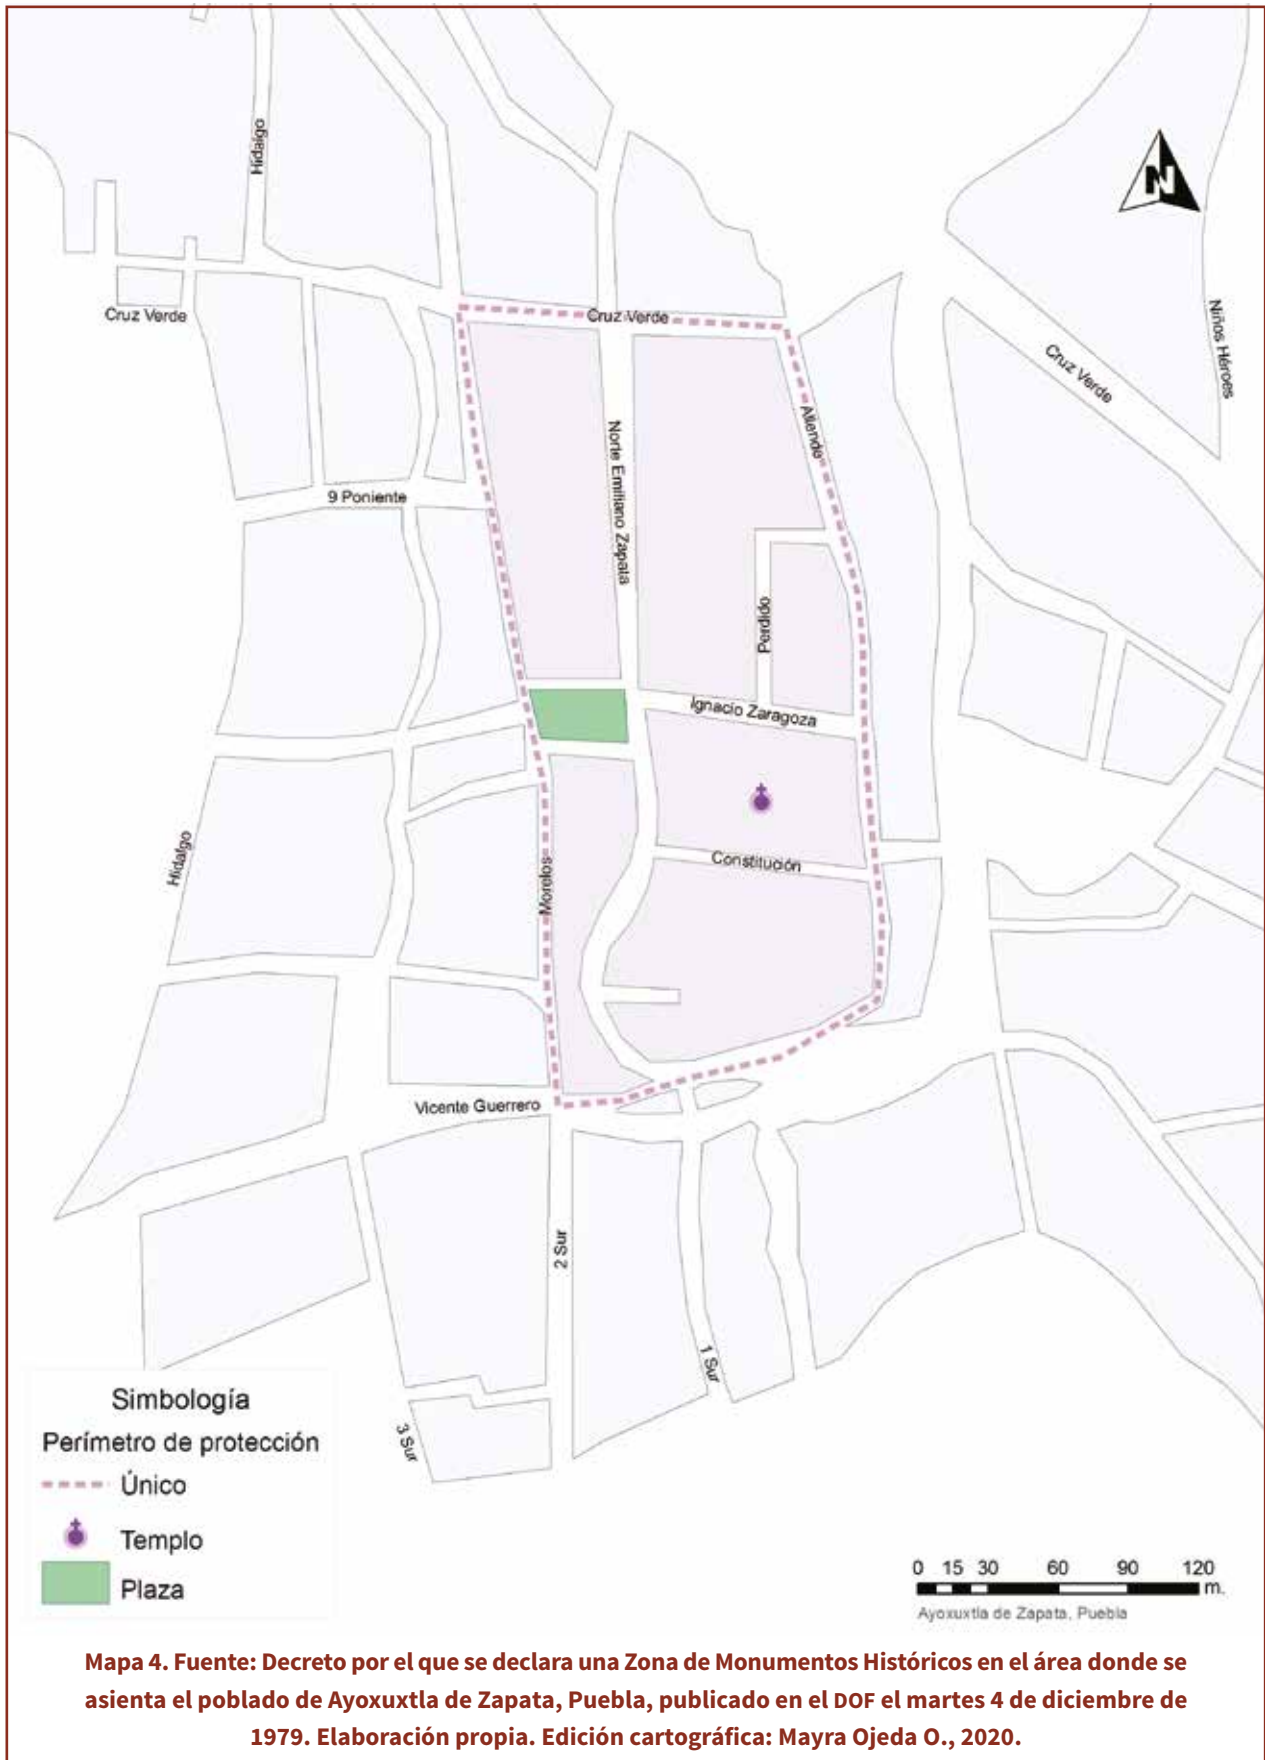 Hidalgo
N
Cruz Verde
Cruz Verde
Cruz Verde
Niños Héroes
Allende
Norte Emiliano Zapata
9 Poniente
Perdido
Ignacio Zaragoza
Hidalgo
Morelos
Constitución
Vicente Guerrero
2 Sur
1 Sur
3 Sur
Simbología
Perímetro de protección
Único
Templo
Plaza
0 15 30 60 90 120
m.
Ayoxuxtla de Zapata, Puebla
Mapa 4. Fuente: Decreto por el que se declara una Zona de Monumentos Históricos en el área donde se
asienta el poblado de Ayoxuxtla de Zapata, Puebla, publicado en el DOF el martes 4 de diciembre de
1979. Elaboración propia. Edición cartográfica: Mayra Ojeda O., 2020.